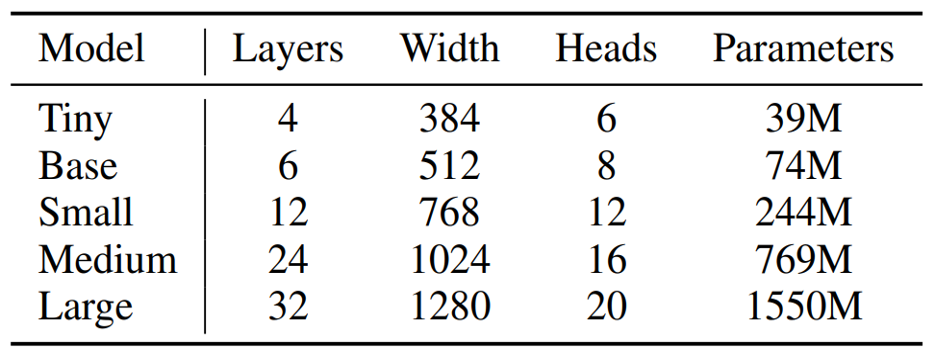 Model Layers Width Heads Parameters
Tiny 4 384 6 39M
Base 6 512 8 74M
Small 12 768 12 244M
Medium 24 1024 16 769M
Large 32 1280 20 1550M